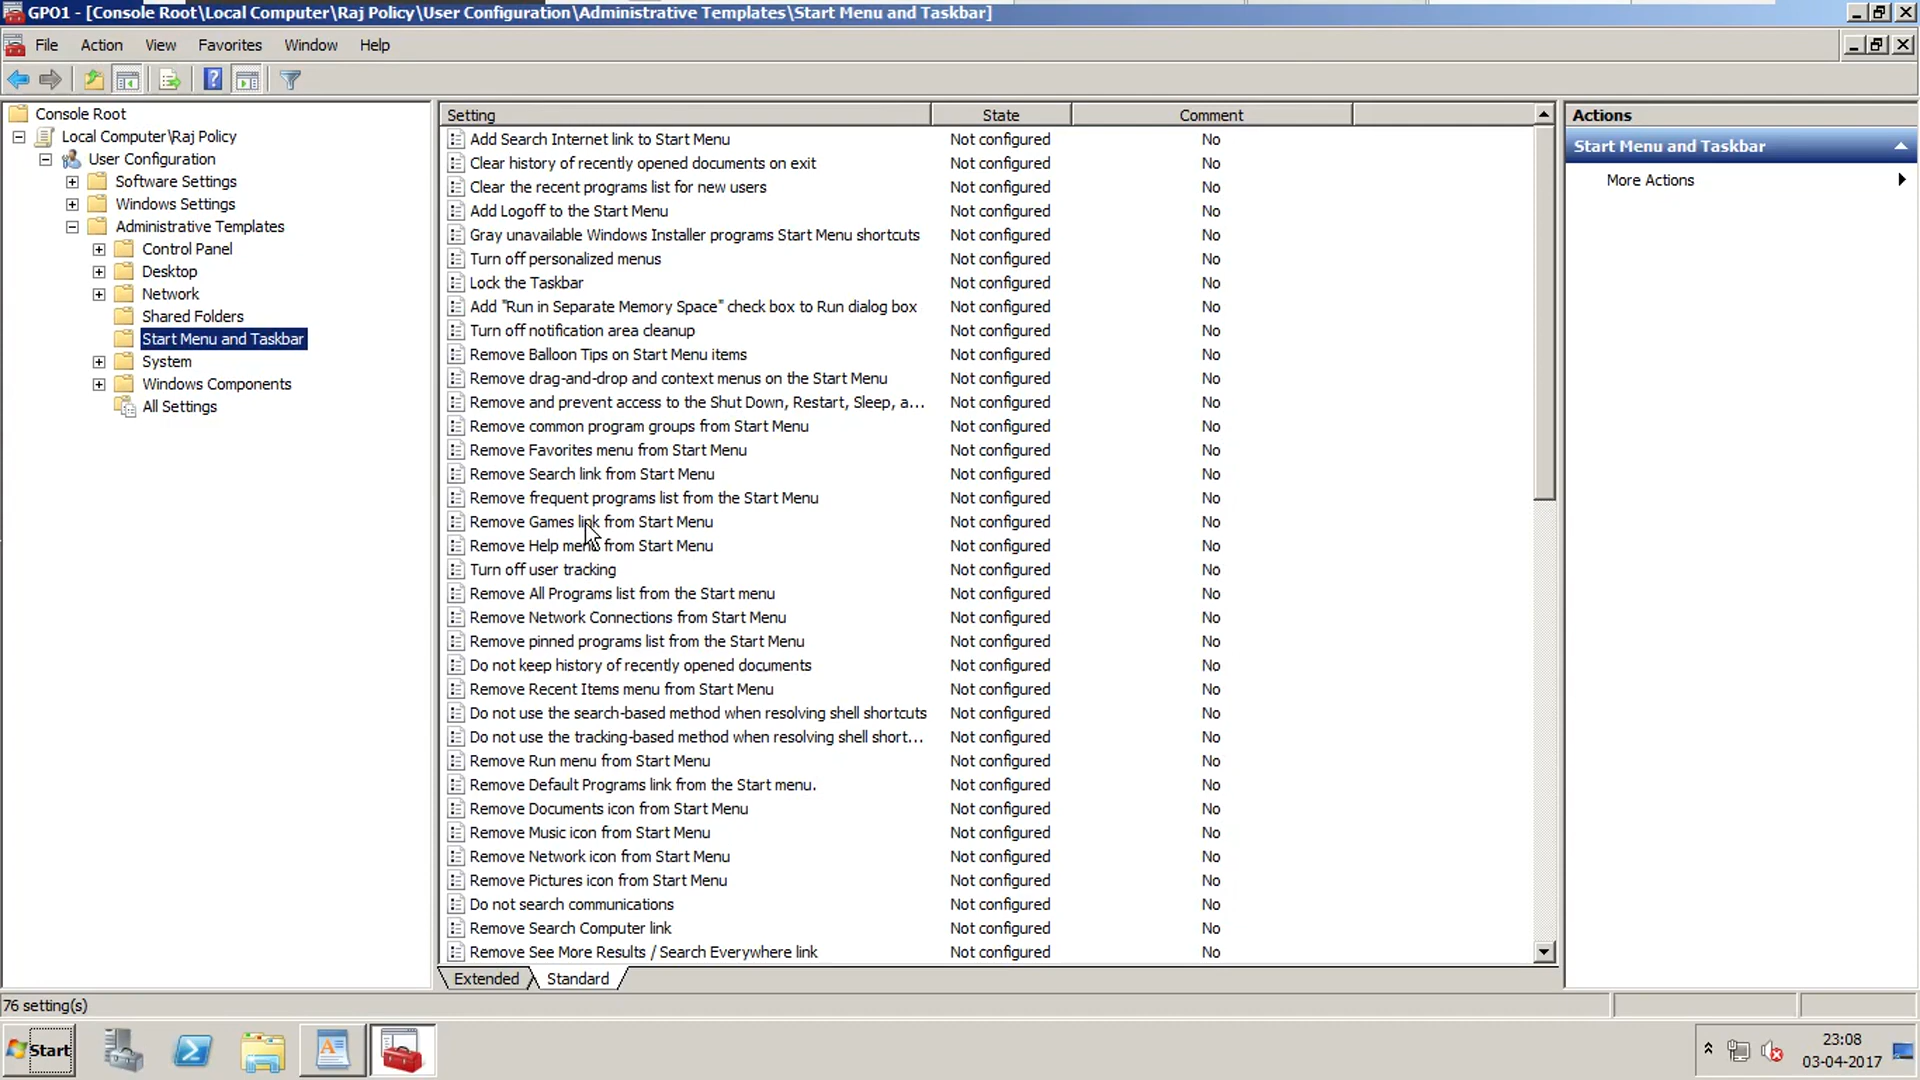 GPO1 - [Console Root\Local Computer\Raj Policy\User Configuration\Administrative Templates\Start Menu and Taskbar]
File Action View Favorites Window Help
Console Root
Local Computer\Raj Policy
User Configuration
Software Settings
Windows Settings
Administrative Templates
Control Panel
Desktop
Network
Shared Folders
Start Menu and Taskbar
System
Windows Components
All Settings
Setting State Comment
Add Search Internet link to Start Menu Not configured No
Clear history of recently opened documents on exit Not configured No
Clear the recent programs list for new users Not configured No
Add Logoff to the Start Menu Not configured No
Gray unavailable Windows Installer programs Start Menu shortcuts Not configured No
Turn off personalized menus Not configured No
Lock the Taskbar Not configured No
Add "Run in Separate Memory Space" check box to Run dialog box Not configured No
Turn off notification area cleanup Not configured No
Remove Balloon Tips on Start Menu items Not configured No
Remove drag-and-drop and context menus on the Start Menu Not configured No
Remove and prevent access to the Shut Down, Restart, Sleep, a... Not configured No
Remove common program groups from Start Menu Not configured No
Remove Favorites menu from Start Menu Not configured No
Remove Search link from Start Menu Not configured No
Remove frequent programs list from the Start Menu Not configured No
Remove Games link from Start Menu Not configured No
Remove Help menu from Start Menu Not configured No
Turn off user tracking Not configured No
Remove All Programs list from the Start menu Not configured No
Remove Network Connections from Start Menu Not configured No
Remove pinned programs list from the Start Menu Not configured No
Do not keep history of recently opened documents Not configured No
Remove Recent Items menu from Start Menu Not configured No
Do not use the search-based method when resolving shell shortcuts Not configured No
Do not use the tracking-based method when resolving shell short... Not configured No
Remove Run menu from Start Menu Not configured No
Remove Default Programs link from the Start menu. Not configured No
Remove Documents icon from Start Menu Not configured No
Remove Music icon from Start Menu Not configured No
Remove Network icon from Start Menu Not configured No
Remove Pictures icon from Start Menu Not configured No
Do not search communications Not configured No
Remove Search Computer link Not configured No
Remove See More Results / Search Everywhere link Not configured No
Extended Standard
Actions
Start Menu and Taskbar
More Actions
76 setting(s)
Start
23:08
03-04-2017